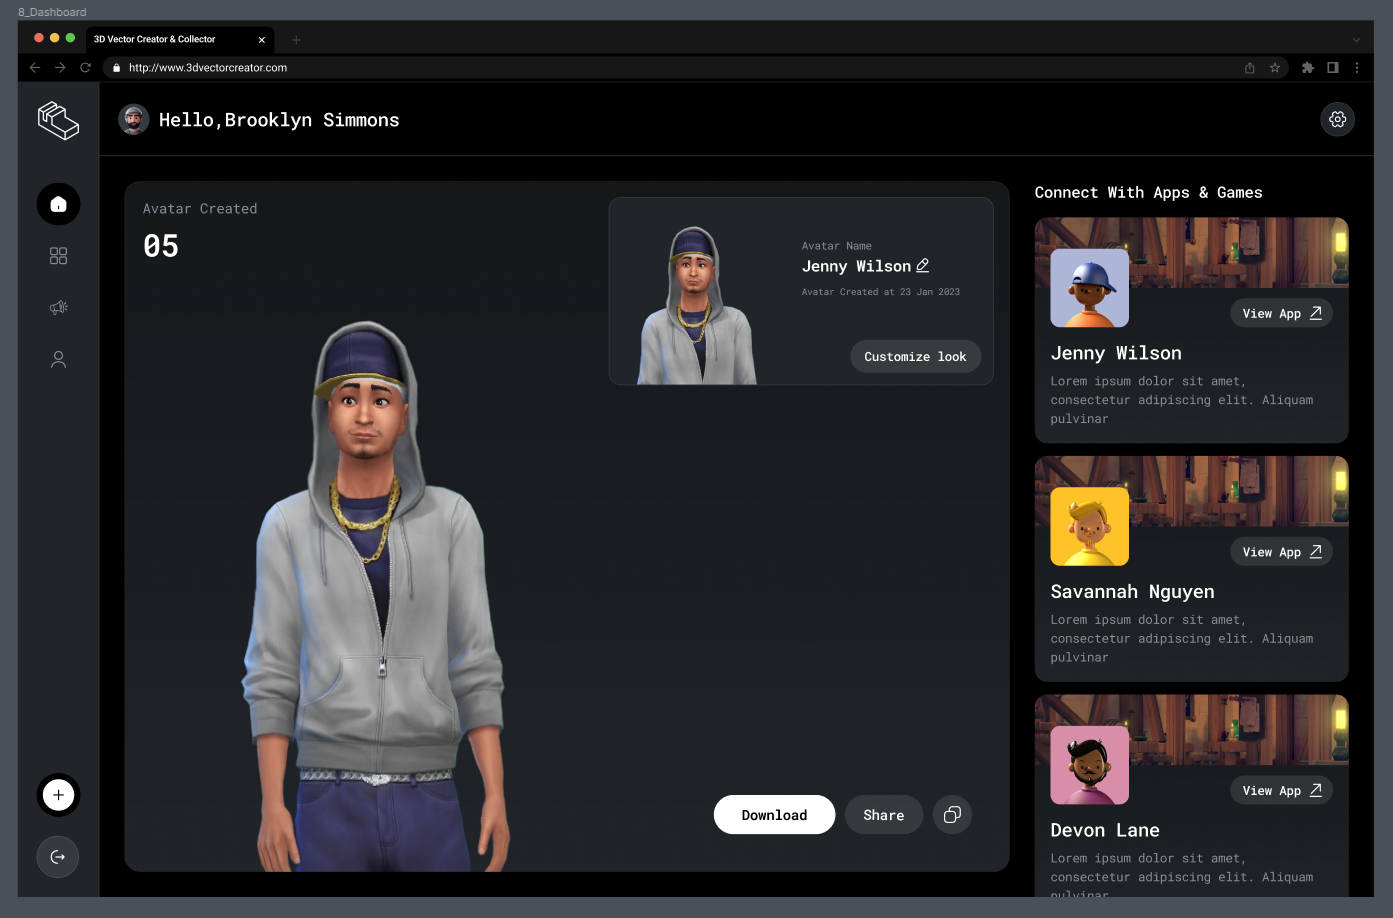 8_Dashboard
3D Vector Creator & Collector
http://www.3dvectorcreator.com
Hello,Brooklyn Simmons
Avatar Created
05
Avatar Name
Jenny Wilson
Avatar Created at 23 Jan 2023
Customize look
Download
Share
Connect With Apps & Games
View App
Jenny Wilson
Lorem ipsum dolor sit amet,
consectetur adipiscing elit. Aliquam
pulvinar
View App
Savannah Nguyen
Lorem ipsum dolor sit amet,
consectetur adipiscing elit. Aliquam
pulvinar
View App
Devon Lane
Lorem ipsum dolor sit amet,
consectetur adipiscing elit. Aliquam
pulvinar